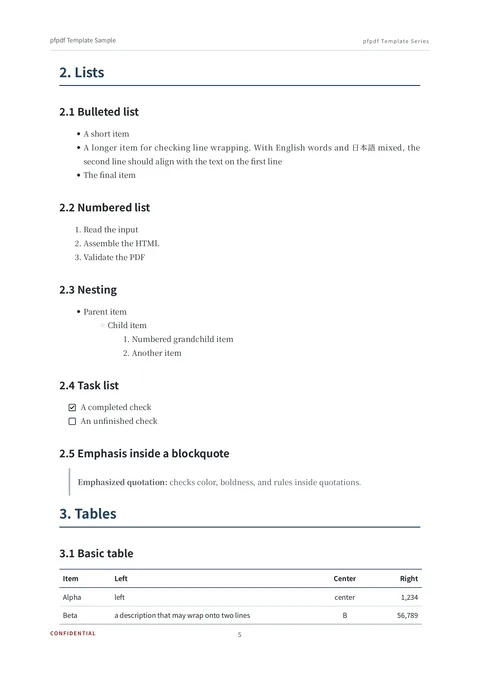 pfpdf Template Sample
pfpdf Template Series
2. Lists
2.1 Bulleted list
• A short item
• A longer item for checking line wrapping. With English words and 日本語 mixed, the
second line should align with the text on the first line
• The final item
2.2 Numbered list
1. Read the input
2. Assemble the HTML
3. Validate the PDF
2.3 Nesting
• Parent item
◦ Child item
1. Numbered grandchild item
2. Another item
2.4 Task list
☑ A completed check
☐ An unfinished check
2.5 Emphasis inside a blockquote
Emphasized quotation: checks color, boldness, and rules inside quotations.
3. Tables
3.1 Basic table
Item Left Center Right
Alpha left center 1,234
Beta a description that may wrap onto two lines B 56,789
CONFIDENTIAL 5